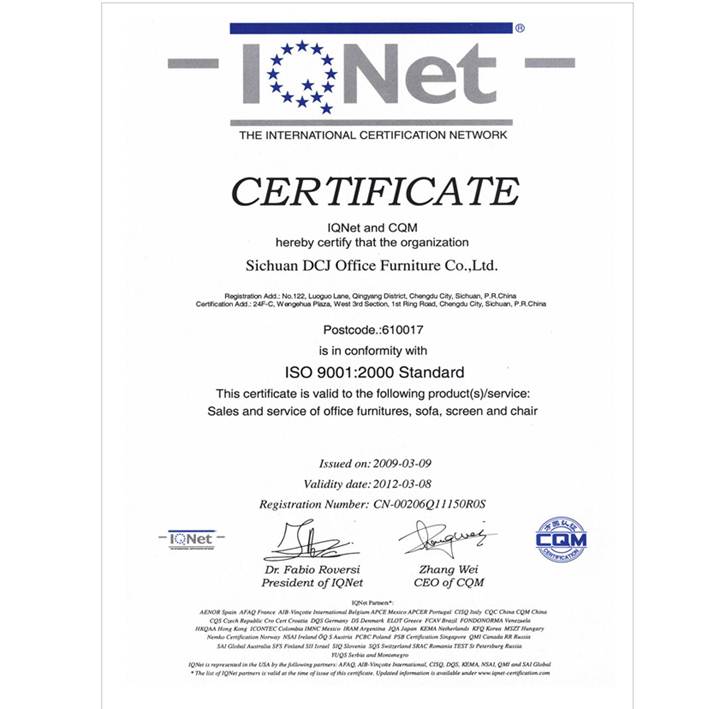 IQNet ®
THE INTERNATIONAL CERTIFICATION NETWORK
CERTIFICATE
IQNet and CQM
hereby certify that the organization
Sichuan DCJ Office Furniture Co.,Ltd.
Registration Add.: No.122, Luoguo Lane, Qingyang District, Chengdu City, Sichuan, P.R.China
Certification Add.: 24F-C, Wengehua Plaza, West 3rd Section, 1st Ring Road, Chengdu City, Sichuan, P.R.China
Postcode.:610017
is in conformity with
ISO 9001:2000 Standard
This certificate is valid to the following product(s)/service:
Sales and service of office furnitures, sofa, screen and chair
Issued on: 2009-03-09
Validity date: 2012-03-08
Registration Number: CN-00206Q11150R0S
IQNet
THE INTERNATIONAL CERTIFICATION NETWORK
方圆认证
CQM
CERTIFICATION
Dr. Fabio Roversi
President of IQNet
Zhang Wei
CEO of CQM
IQNet Partners*:
AENOR Spain AFAQ France AIB-Vinçotte International Belgium APCE Mexico APCER Portugal CISQ Italy CQC China CQM China
CQS Czech Republic Cro Cert Croatia DQS Germany DS Denmark ELOT Greece FCAV Brazil FONDONORMA Venezuela
HKQAA Hong Kong ICONTEC Colombia IMNC Mexico IRAM Argentina JQA Japan KEMA Netherlands KFQ Korea MSZT Hungary
Nemko Certification Norway NSAI Ireland ÖQS Austria PCBC Poland PSB Certification Singapore QMI Canada RR Russia
SAI Global Australia SFS Finland SII Israel SIQ Slovenia SQS Switzerland SRAC Romania TEST St Petersburg Russia
YUQS Serbia and Montenegro
IQNet is represented in the USA by the following partners: AFAQ, AIB-Vinçotte International, CISQ, DQS, KEMA, NSAI, QMI and SAI Global
* The list of IQNet partners is valid at the time of issue of this certificate. Updated information is available under www.iqnet-certification.com